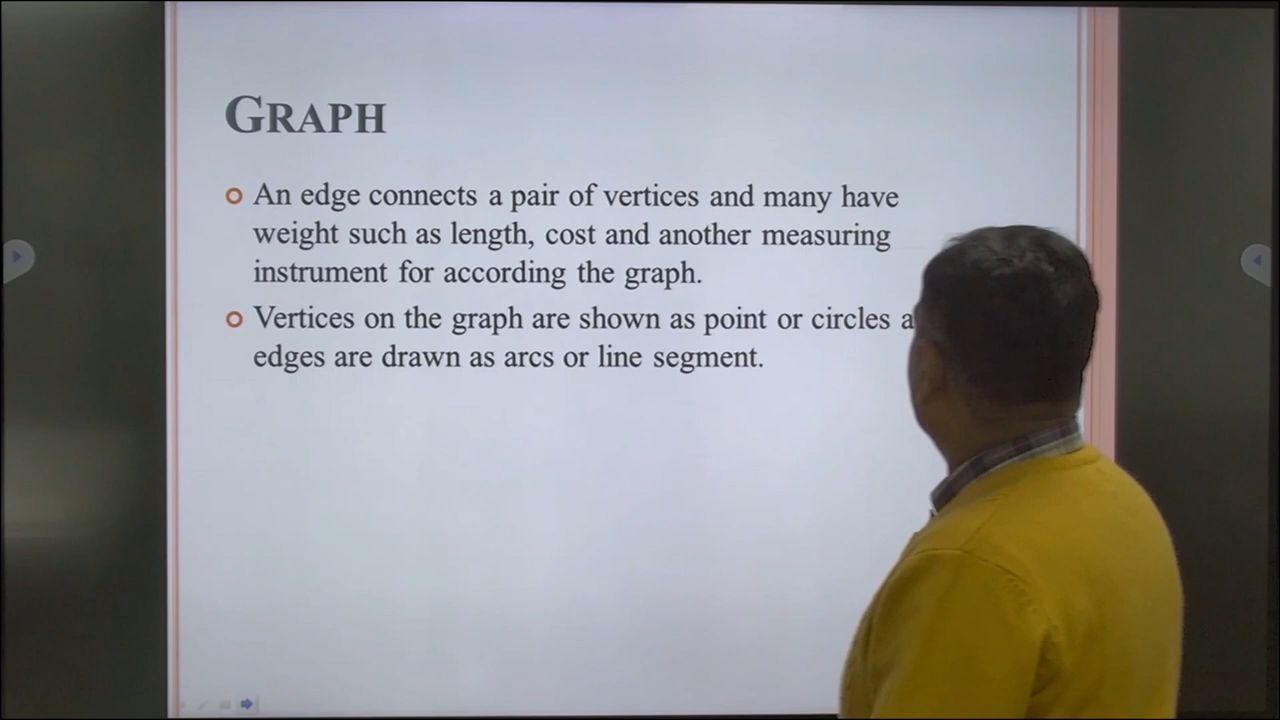 GRAPH
An edge connects a pair of vertices and many have
weight such as length, cost and another measuring
instrument for according the graph.
Vertices on the graph are shown as point or circles
edges are drawn as arcs or line segment.